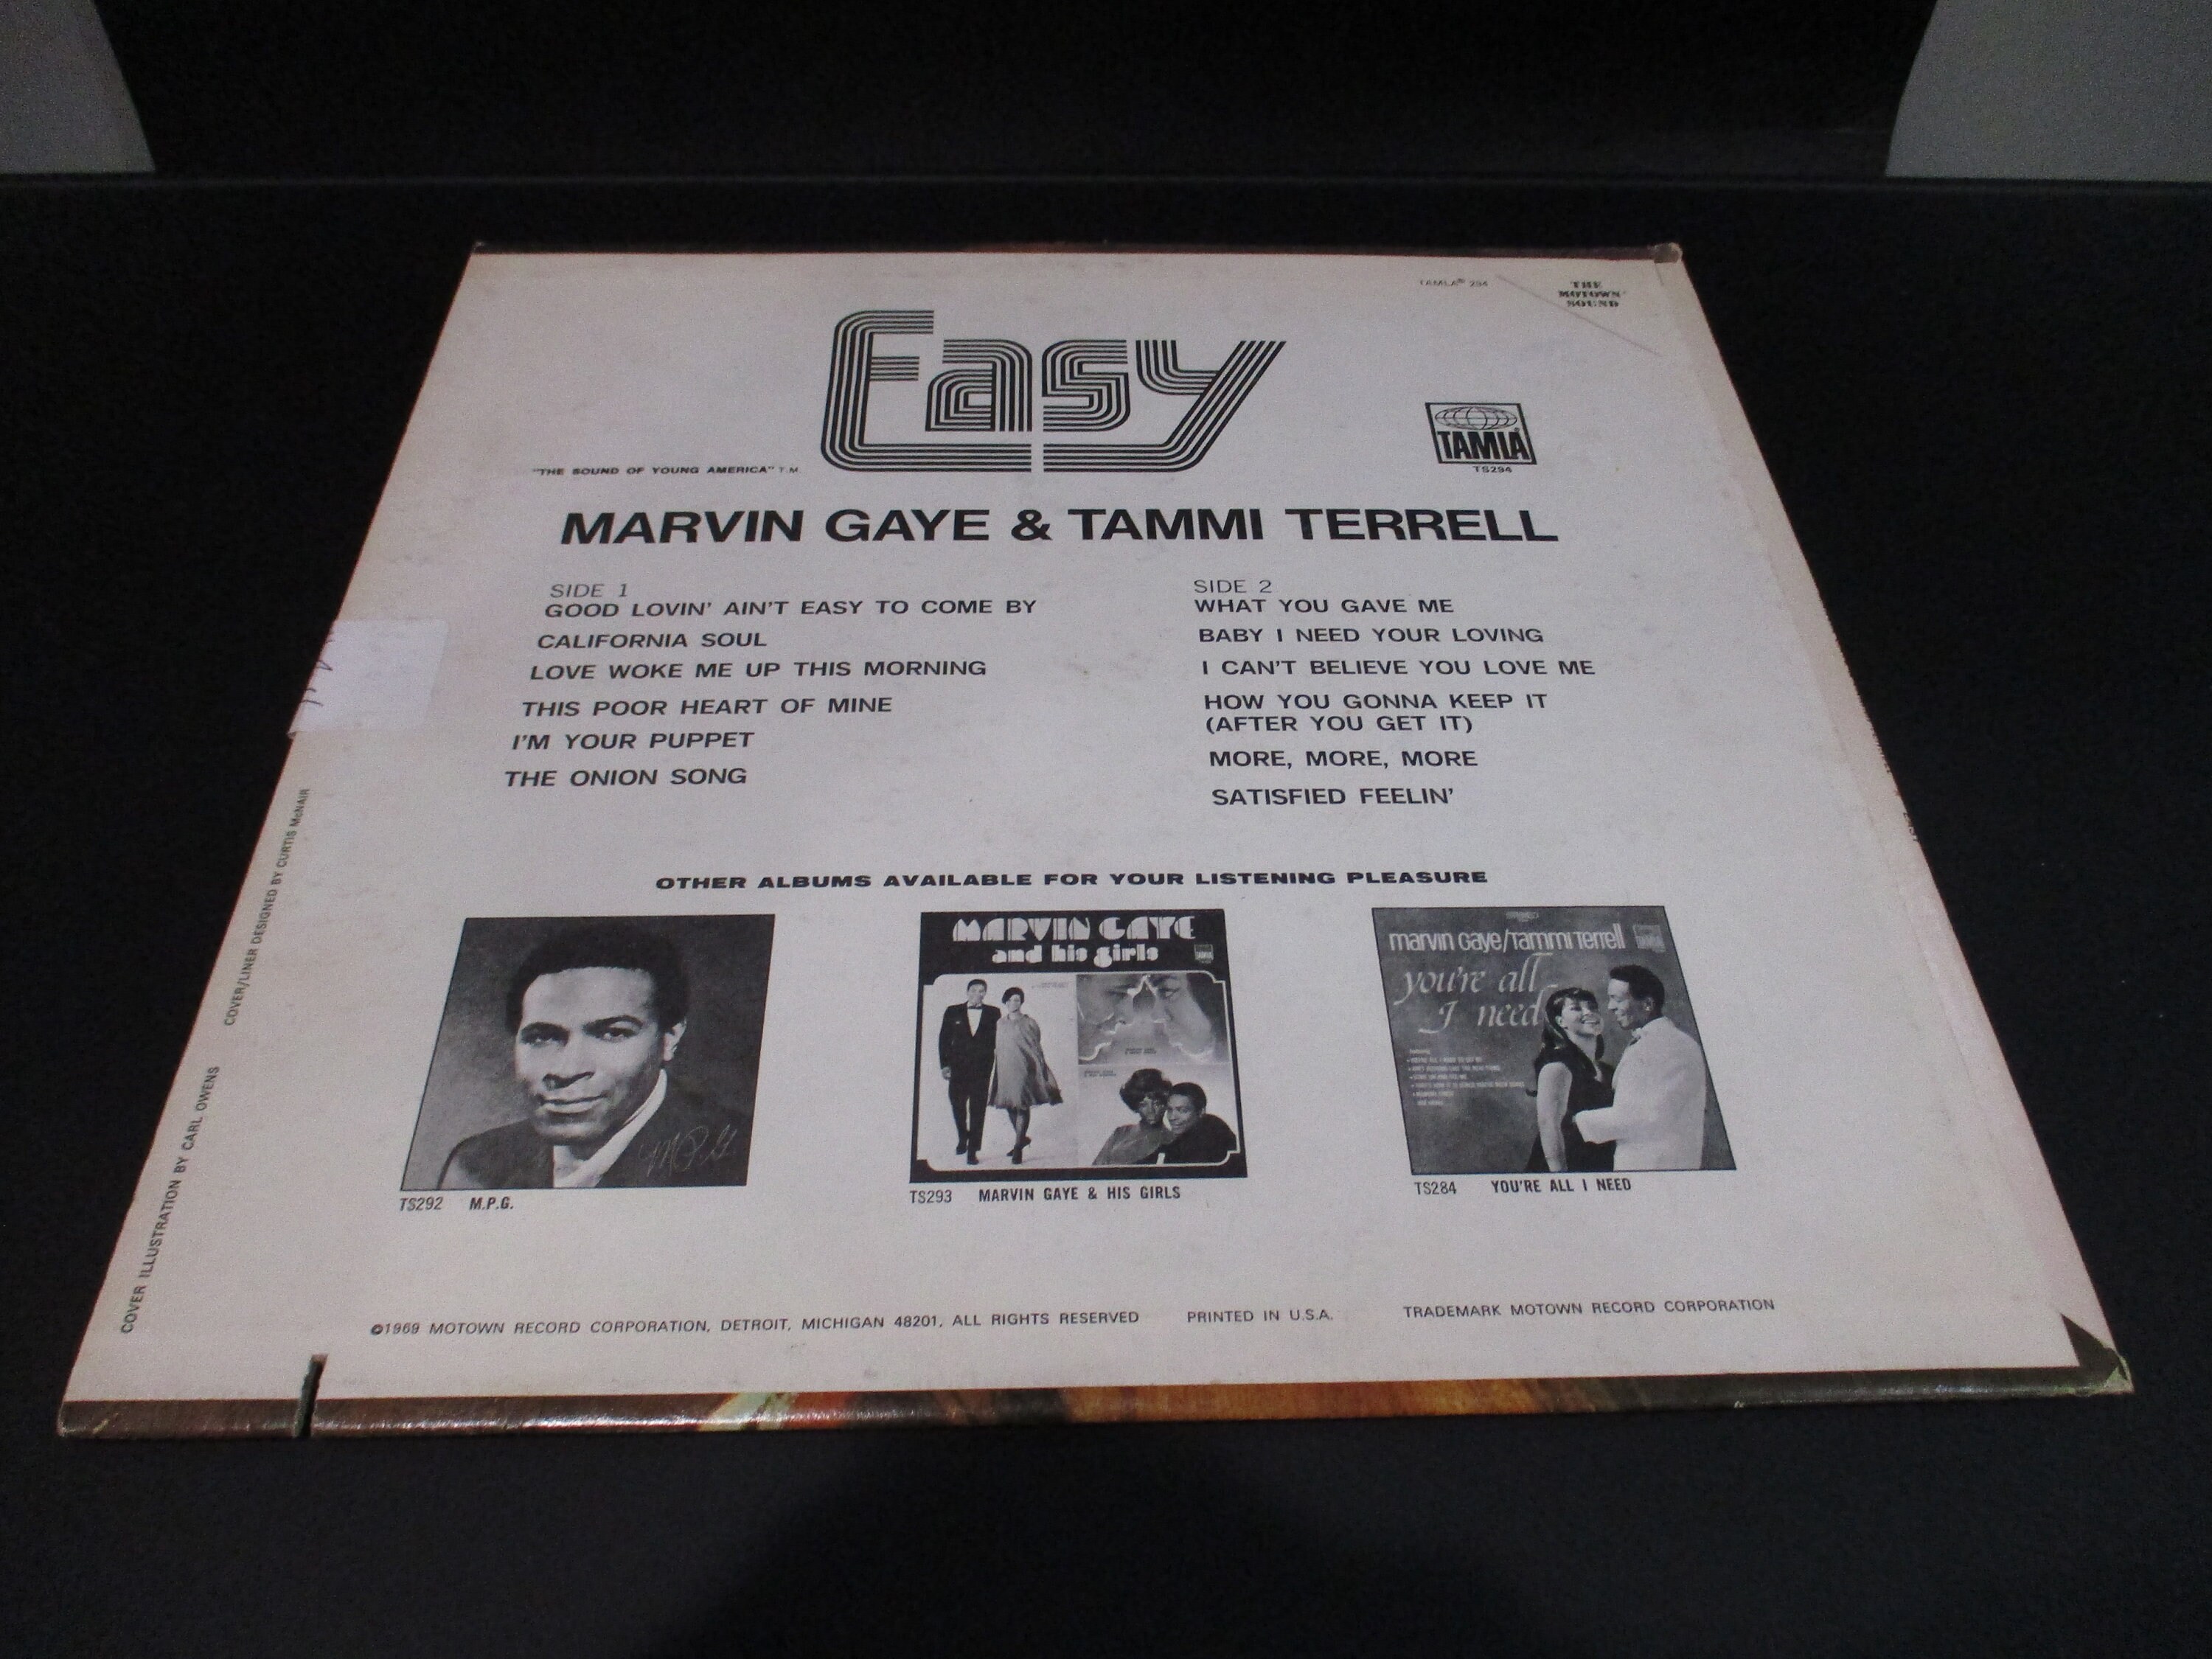 TAMLA® 294
THE
MOTOWN
SOUND
Easy
TAMLA
TS294
"THE SOUND OF YOUNG AMERICA" T.M.
MARVIN GAYE & TAMMI TERRELL
SIDE 1
GOOD LOVIN' AIN'T EASY TO COME BY
CALIFORNIA SOUL
LOVE WOKE ME UP THIS MORNING
THIS POOR HEART OF MINE
I'M YOUR PUPPET
THE ONION SONG
SIDE 2
WHAT YOU GAVE ME
BABY I NEED YOUR LOVING
I CAN'T BELIEVE YOU LOVE ME
HOW YOU GONNA KEEP IT
(AFTER YOU GET IT)
MORE, MORE, MORE
SATISFIED FEELIN'
OTHER ALBUMS AVAILABLE FOR YOUR LISTENING PLEASURE
M.P.G.
TS292 M.P.G.
MARVIN GAYE
and his girls
TS293 MARVIN GAYE & HIS GIRLS
marvin gaye/tammi terrell
you're all
I need
TS284 YOU'RE ALL I NEED
COVER/LINER DESIGNED BY CURTIS McNAIR
COVER ILLUSTRATION BY CARL OWENS
©1969 MOTOWN RECORD CORPORATION, DETROIT, MICHIGAN 48201, ALL RIGHTS RESERVED PRINTED IN U.S.A. TRADEMARK MOTOWN RECORD CORPORATION